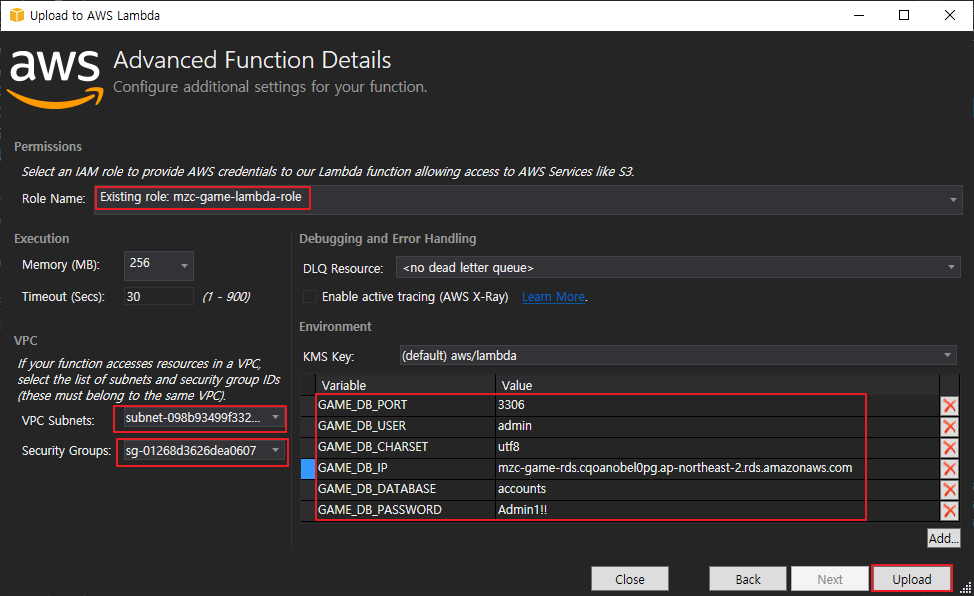 Upload to AWS Lambda
aws
Advanced Function Details
Configure additional settings for your function.
Permissions
Select an IAM role to provide AWS credentials to our Lambda function allowing access to AWS Services like S3.
Role Name: Existing role: mzc-game-lambda-role
Execution
Memory (MB): 256
Timeout (Secs): 30 (1 - 900)
VPC
If your function accesses resources in a VPC,
select the list of subnets and security group IDs
(these must belong to the same VPC).
VPC Subnets: subnet-098b93499f332...
Security Groups: sg-01268d3626dea0607
Debugging and Error Handling
DLQ Resource: <no dead letter queue>
Enable active tracing (AWS X-Ray) Learn More.
Environment
KMS Key: (default) aws/lambda
Variable Value
GAME_DB_PORT 3306
GAME_DB_USER admin
GAME_DB_CHARSET utf8
GAME_DB_IP mzc-game-rds.cqoanobel0pg.ap-northeast-2.rds.amazonaws.com
GAME_DB_DATABASE accounts
GAME_DB_PASSWORD Admin1!!
Add...
Close Back Next Upload